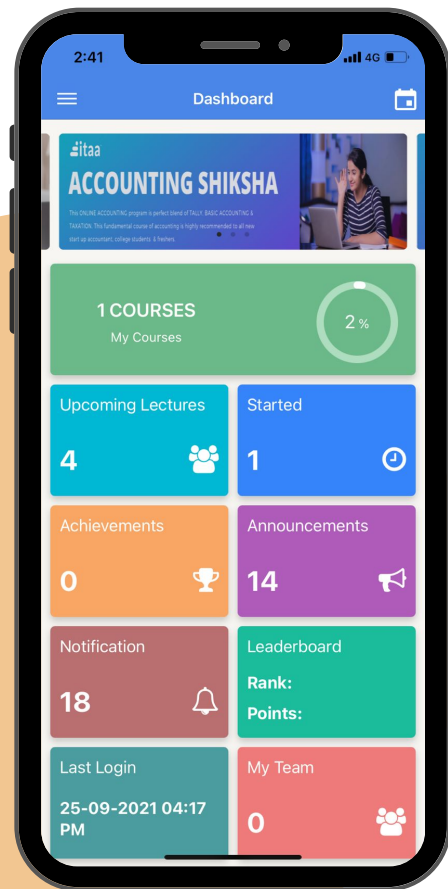 2:41
4G
Dashboard
itaa
ACCOUNTING SHIKSHA
This ONLINE ACCOUNTING program is perfect blend of TALLY, BASIC ACCOUNTING &
TAXATION. This fundamental course of accounting is highly recommended to all new
start up accountants, college students & freshers.
1 COURSES
My Courses
2 %
Upcoming Lectures
4
Started
1
Achievements
0
Announcements
14
Notification
18
Leaderboard
Rank:
Points:
Last Login
25-09-2021 04:17
PM
My Team
0